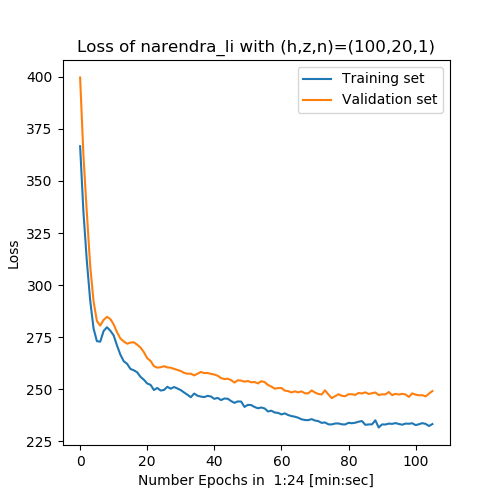 Loss of narendra_li with (h,z,n)=(100,20,1)
Training set
Validation set
400
375
350
325
300
275
250
225
Loss
0 20 40 60 80 100
Number Epochs in  1:24 [min:sec]